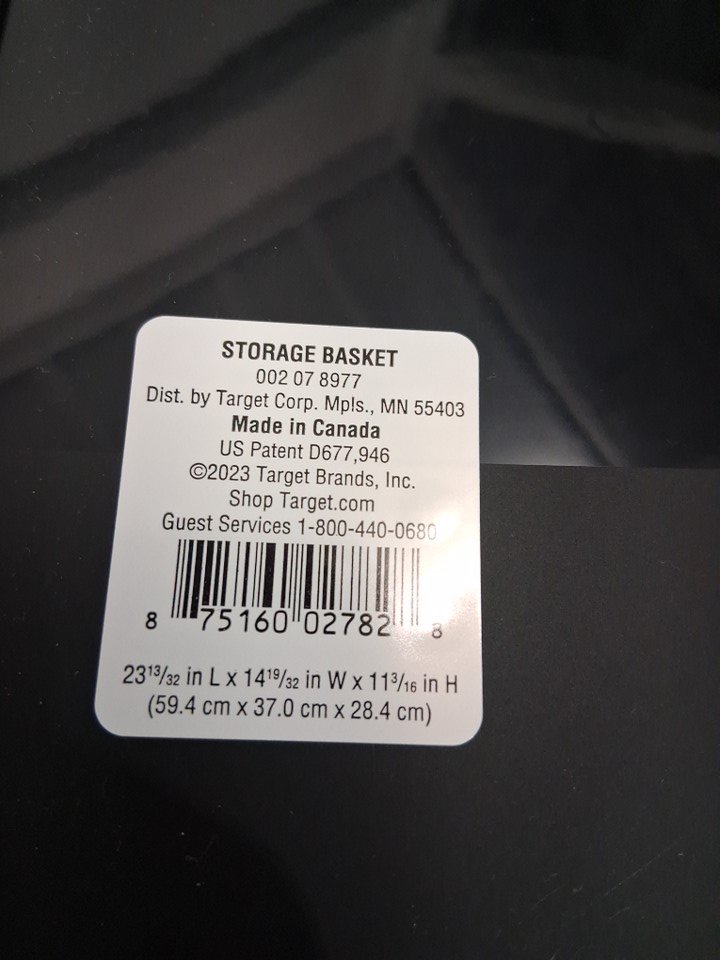 STORAGE BASKET
002 07 8977
Dist. by Target Corp. Mpls., MN 55403
Made in Canada
US Patent D677,946
©2023 Target Brands, Inc.
Shop Target.com
Guest Services 1-800-440-0680
8 75160 02782 8
23 13/32 in L x 14 19/32 in W x 11 3/16 in H
(59.4 cm x 37.0 cm x 28.4 cm)